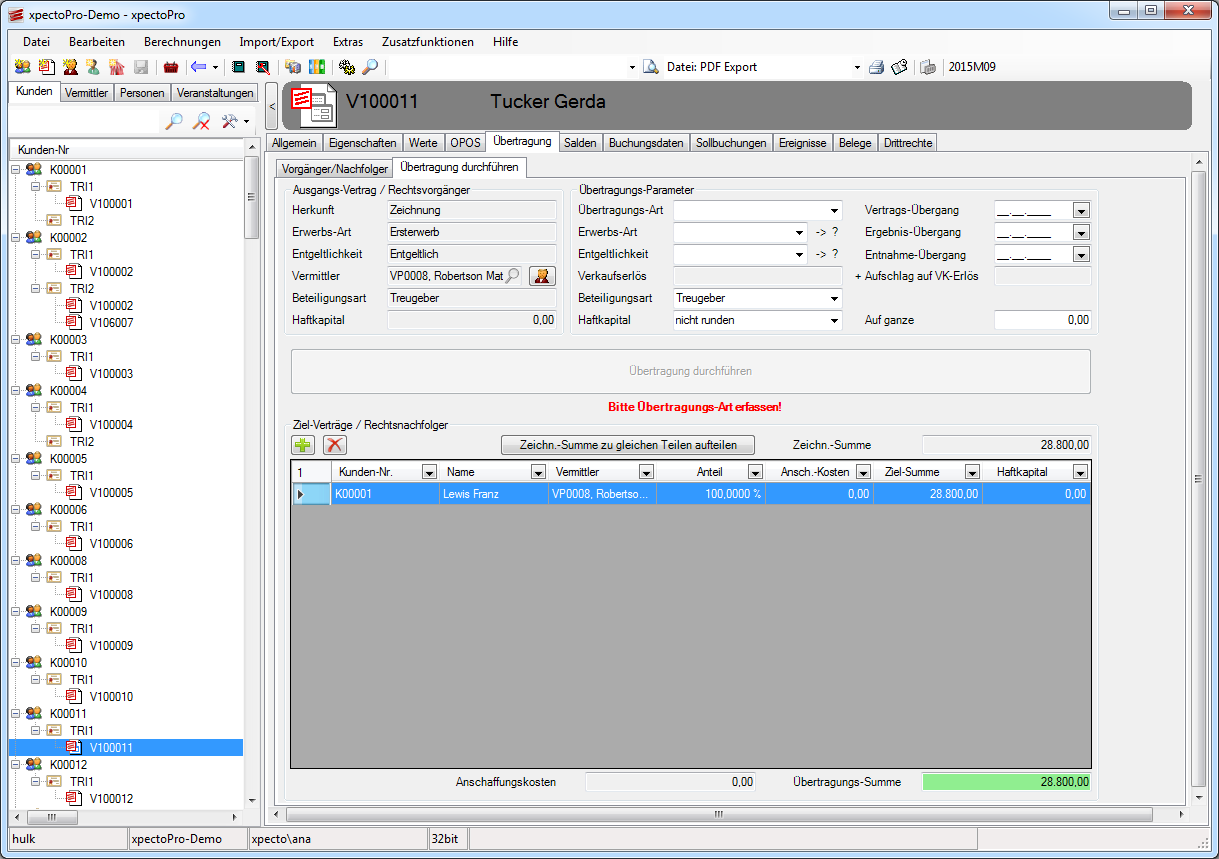 xpectoPro-Demo - xpectoPro
Datei Bearbeiten Berechnungen Import/Export Extras Zusatzfunktionen Hilfe
Datei: PDF Export 2015M09
Kunden Vermittler Personen Veranstaltungen
Kunden-Nr
K00001
TRI1
V100001
TRI2
K00002
TRI1
V100002
TRI2
V100002
V106007
K00003
TRI1
V100003
K00004
TRI1
V100004
TRI2
K00005
TRI1
V100005
K00006
TRI1
V100006
K00008
TRI1
V100008
K00009
TRI1
V100009
K00010
TRI1
V100010
K00011
TRI1
V100011
K00012
TRI1
V100012
V100011 Tucker Gerda
Allgemein Eigenschaften Werte OPOS Übertragung Salden Buchungsdaten Sollbuchungen Ereignisse Belege Drittrechte
Vorgänger/Nachfolger Übertragung durchführen
Ausgangs-Vertrag / Rechtsvorgänger
Herkunft Zeichnung
Erwerbs-Art Ersterwerb
Entgeltlichkeit Entgeltlich
Vermittler VP0008, Robertson Mat
Beteiligungsart Treugeber
Haftkapital 0,00
Übertragungs-Parameter
Übertragungs-Art Vertrags-Übergang __.__.____
Erwerbs-Art -> ? Ergebnis-Übergang __.__.____
Entgeltlichkeit -> ? Entnahme-Übergang __.__.____
Verkaufserlös + Aufschlag auf VK-Erlös
Beteiligungsart Treugeber
Haftkapital nicht runden Auf ganze 0,00
Übertragung durchführen
Bitte Übertragungs-Art erfassen!
Ziel-Verträge / Rechtsnachfolger
Zeichn.-Summe zu gleichen Teilen aufteilen Zeichn.-Summe 28.800,00
1 Kunden-Nr. Name Vermittler Anteil Ansch.-Kosten Ziel-Summe Haftkapital
K00001 Lewis Franz VP0008, Robertso... 100,0000 % 0,00 28.800,00 0,00
Anschaffungskosten 0,00 Übertragungs-Summe 28.800,00
hulk xpectoPro-Demo xpecto\ana 32bit